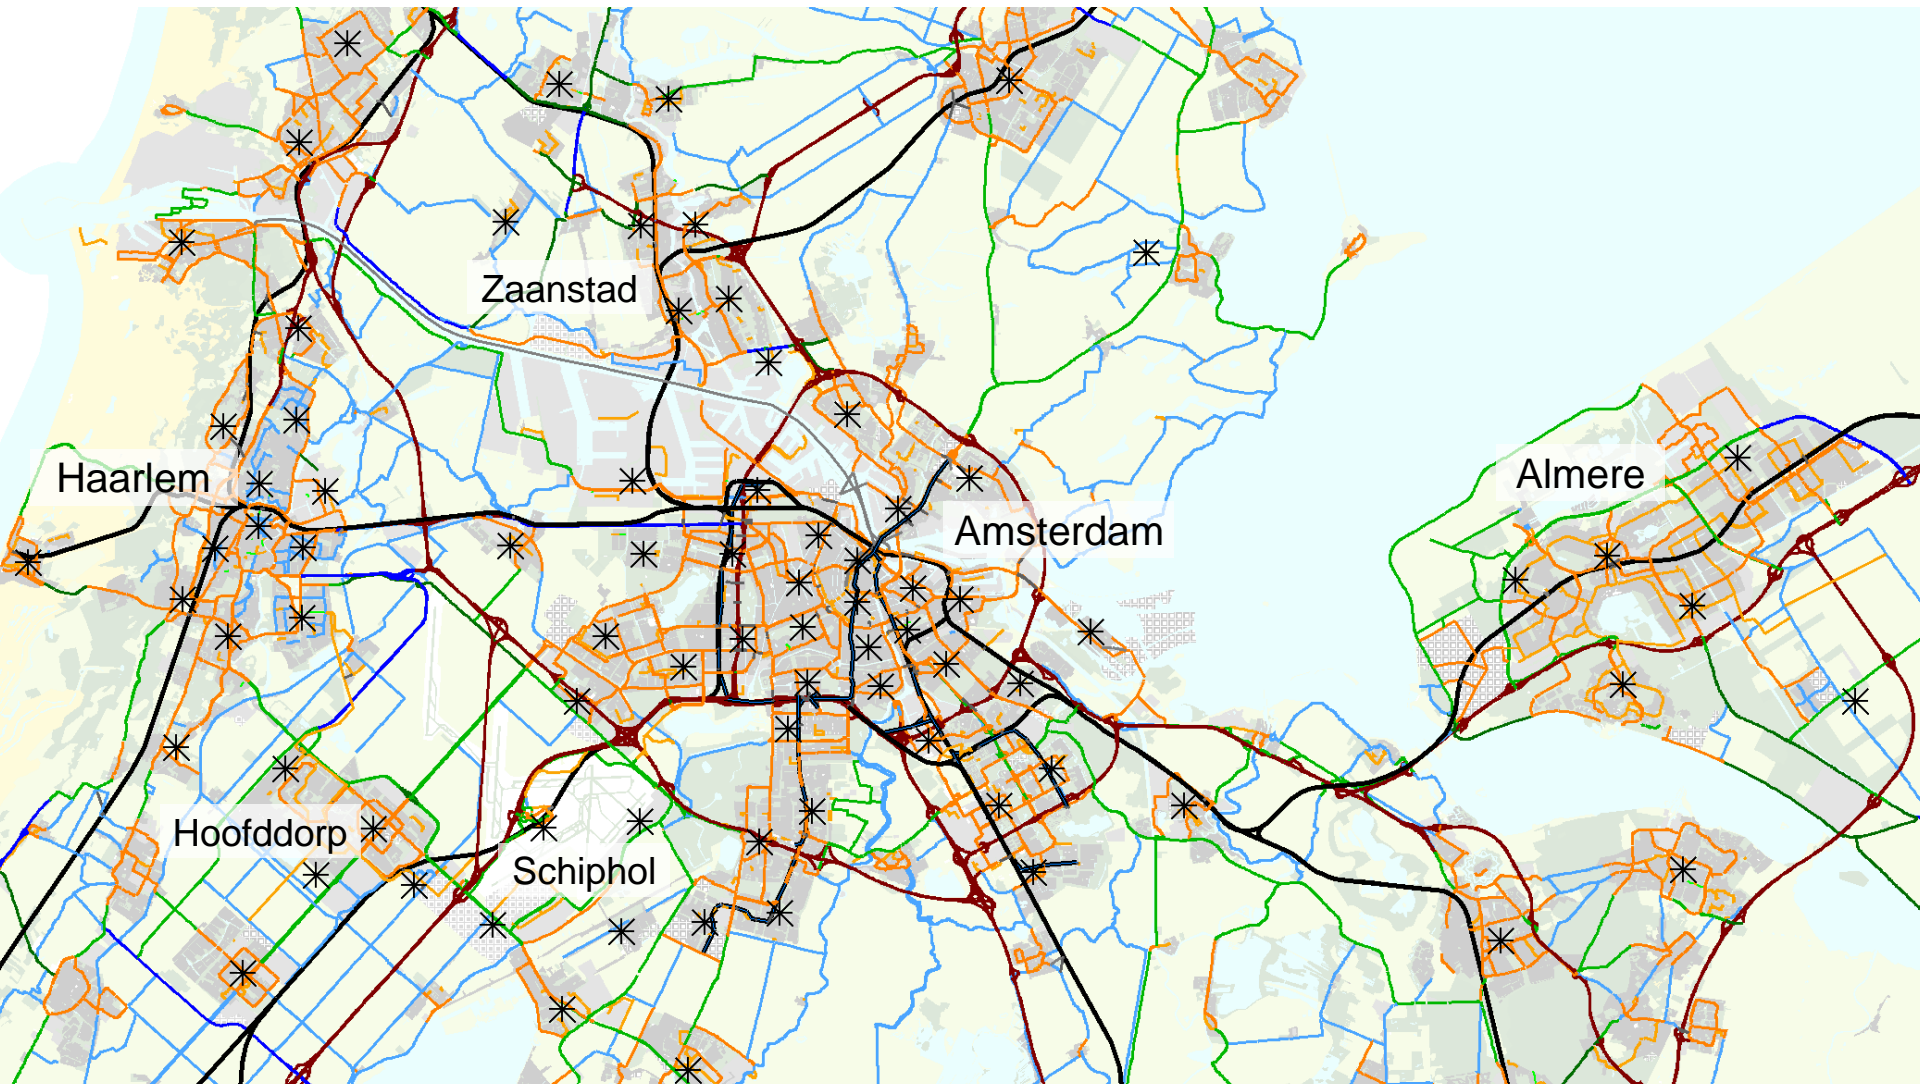 Zaanstad
Haarlem
Almere
Amsterdam
Hoofddorp
Schiphol